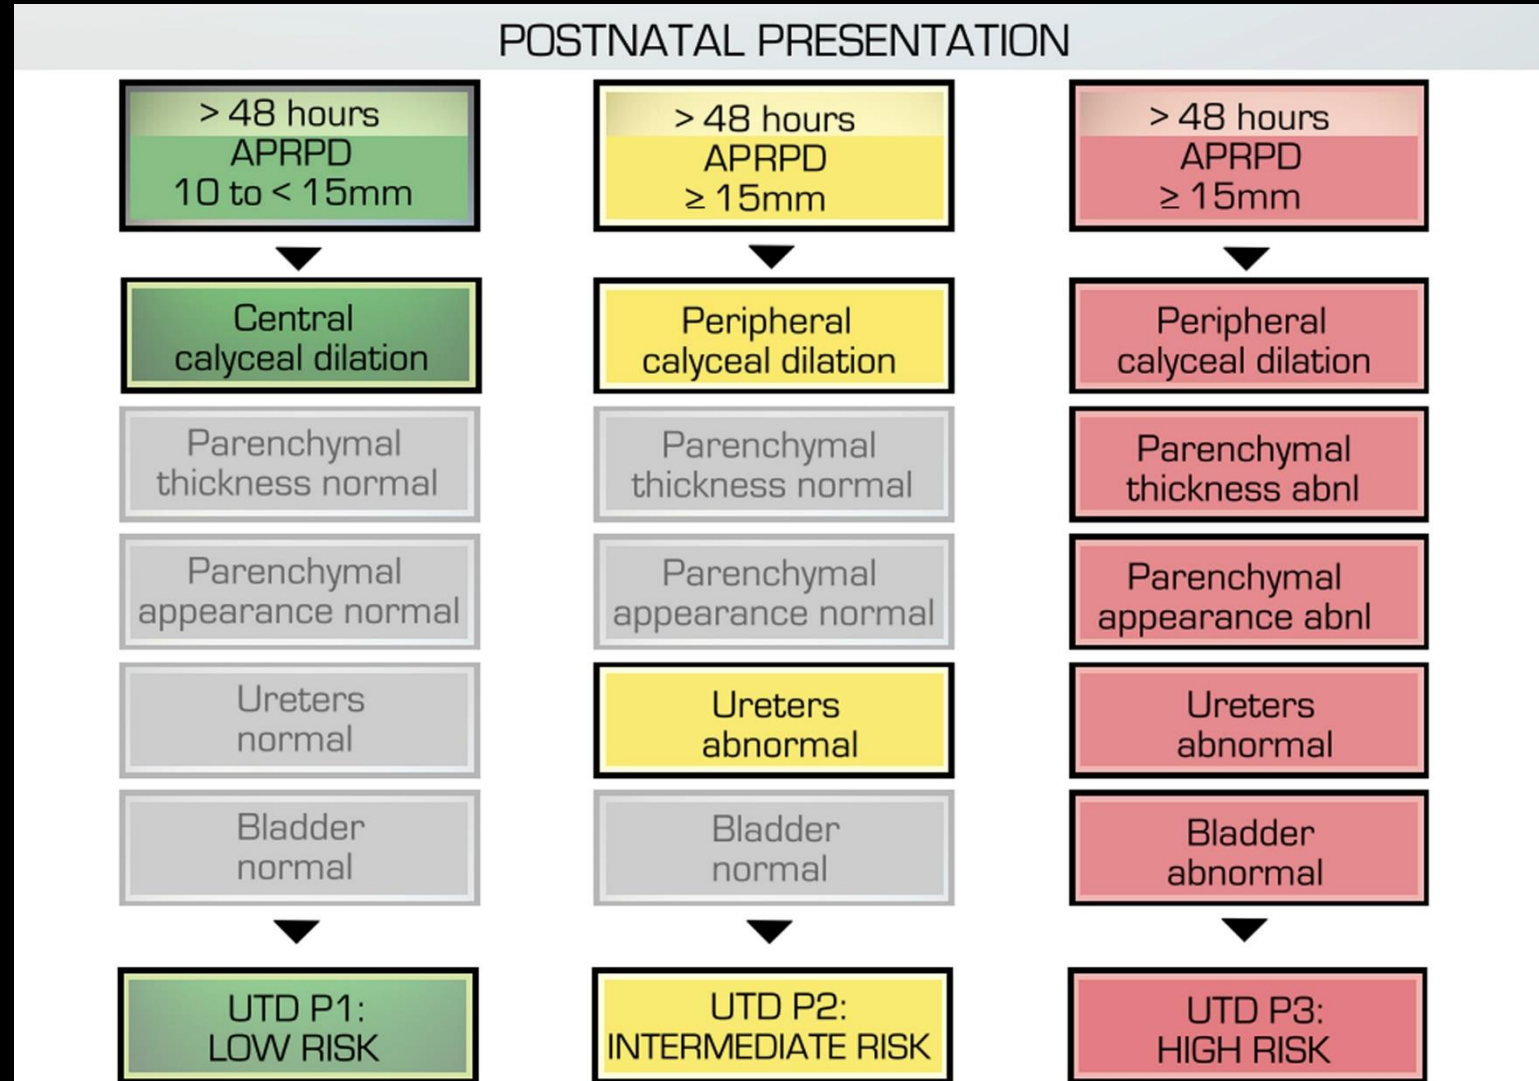 POSTNATAL PRESENTATION
> 48 hours
APRPD
10 to < 15mm
Central
calyceal dilation
Parenchymal
thickness normal
Parenchymal
appearance normal
Ureters
normal
Bladder
normal
UTD P1:
LOW RISK
> 48 hours
APRPD
≥ 15mm
Peripheral
calyceal dilation
Parenchymal
thickness normal
Parenchymal
appearance normal
Ureters
abnormal
Bladder
normal
UTD P2:
INTERMEDIATE RISK
> 48 hours
APRPD
≥ 15mm
Peripheral
calyceal dilation
Parenchymal
thickness abnl
Parenchymal
appearance abnl
Ureters
abnormal
Bladder
abnormal
UTD P3:
HIGH RISK